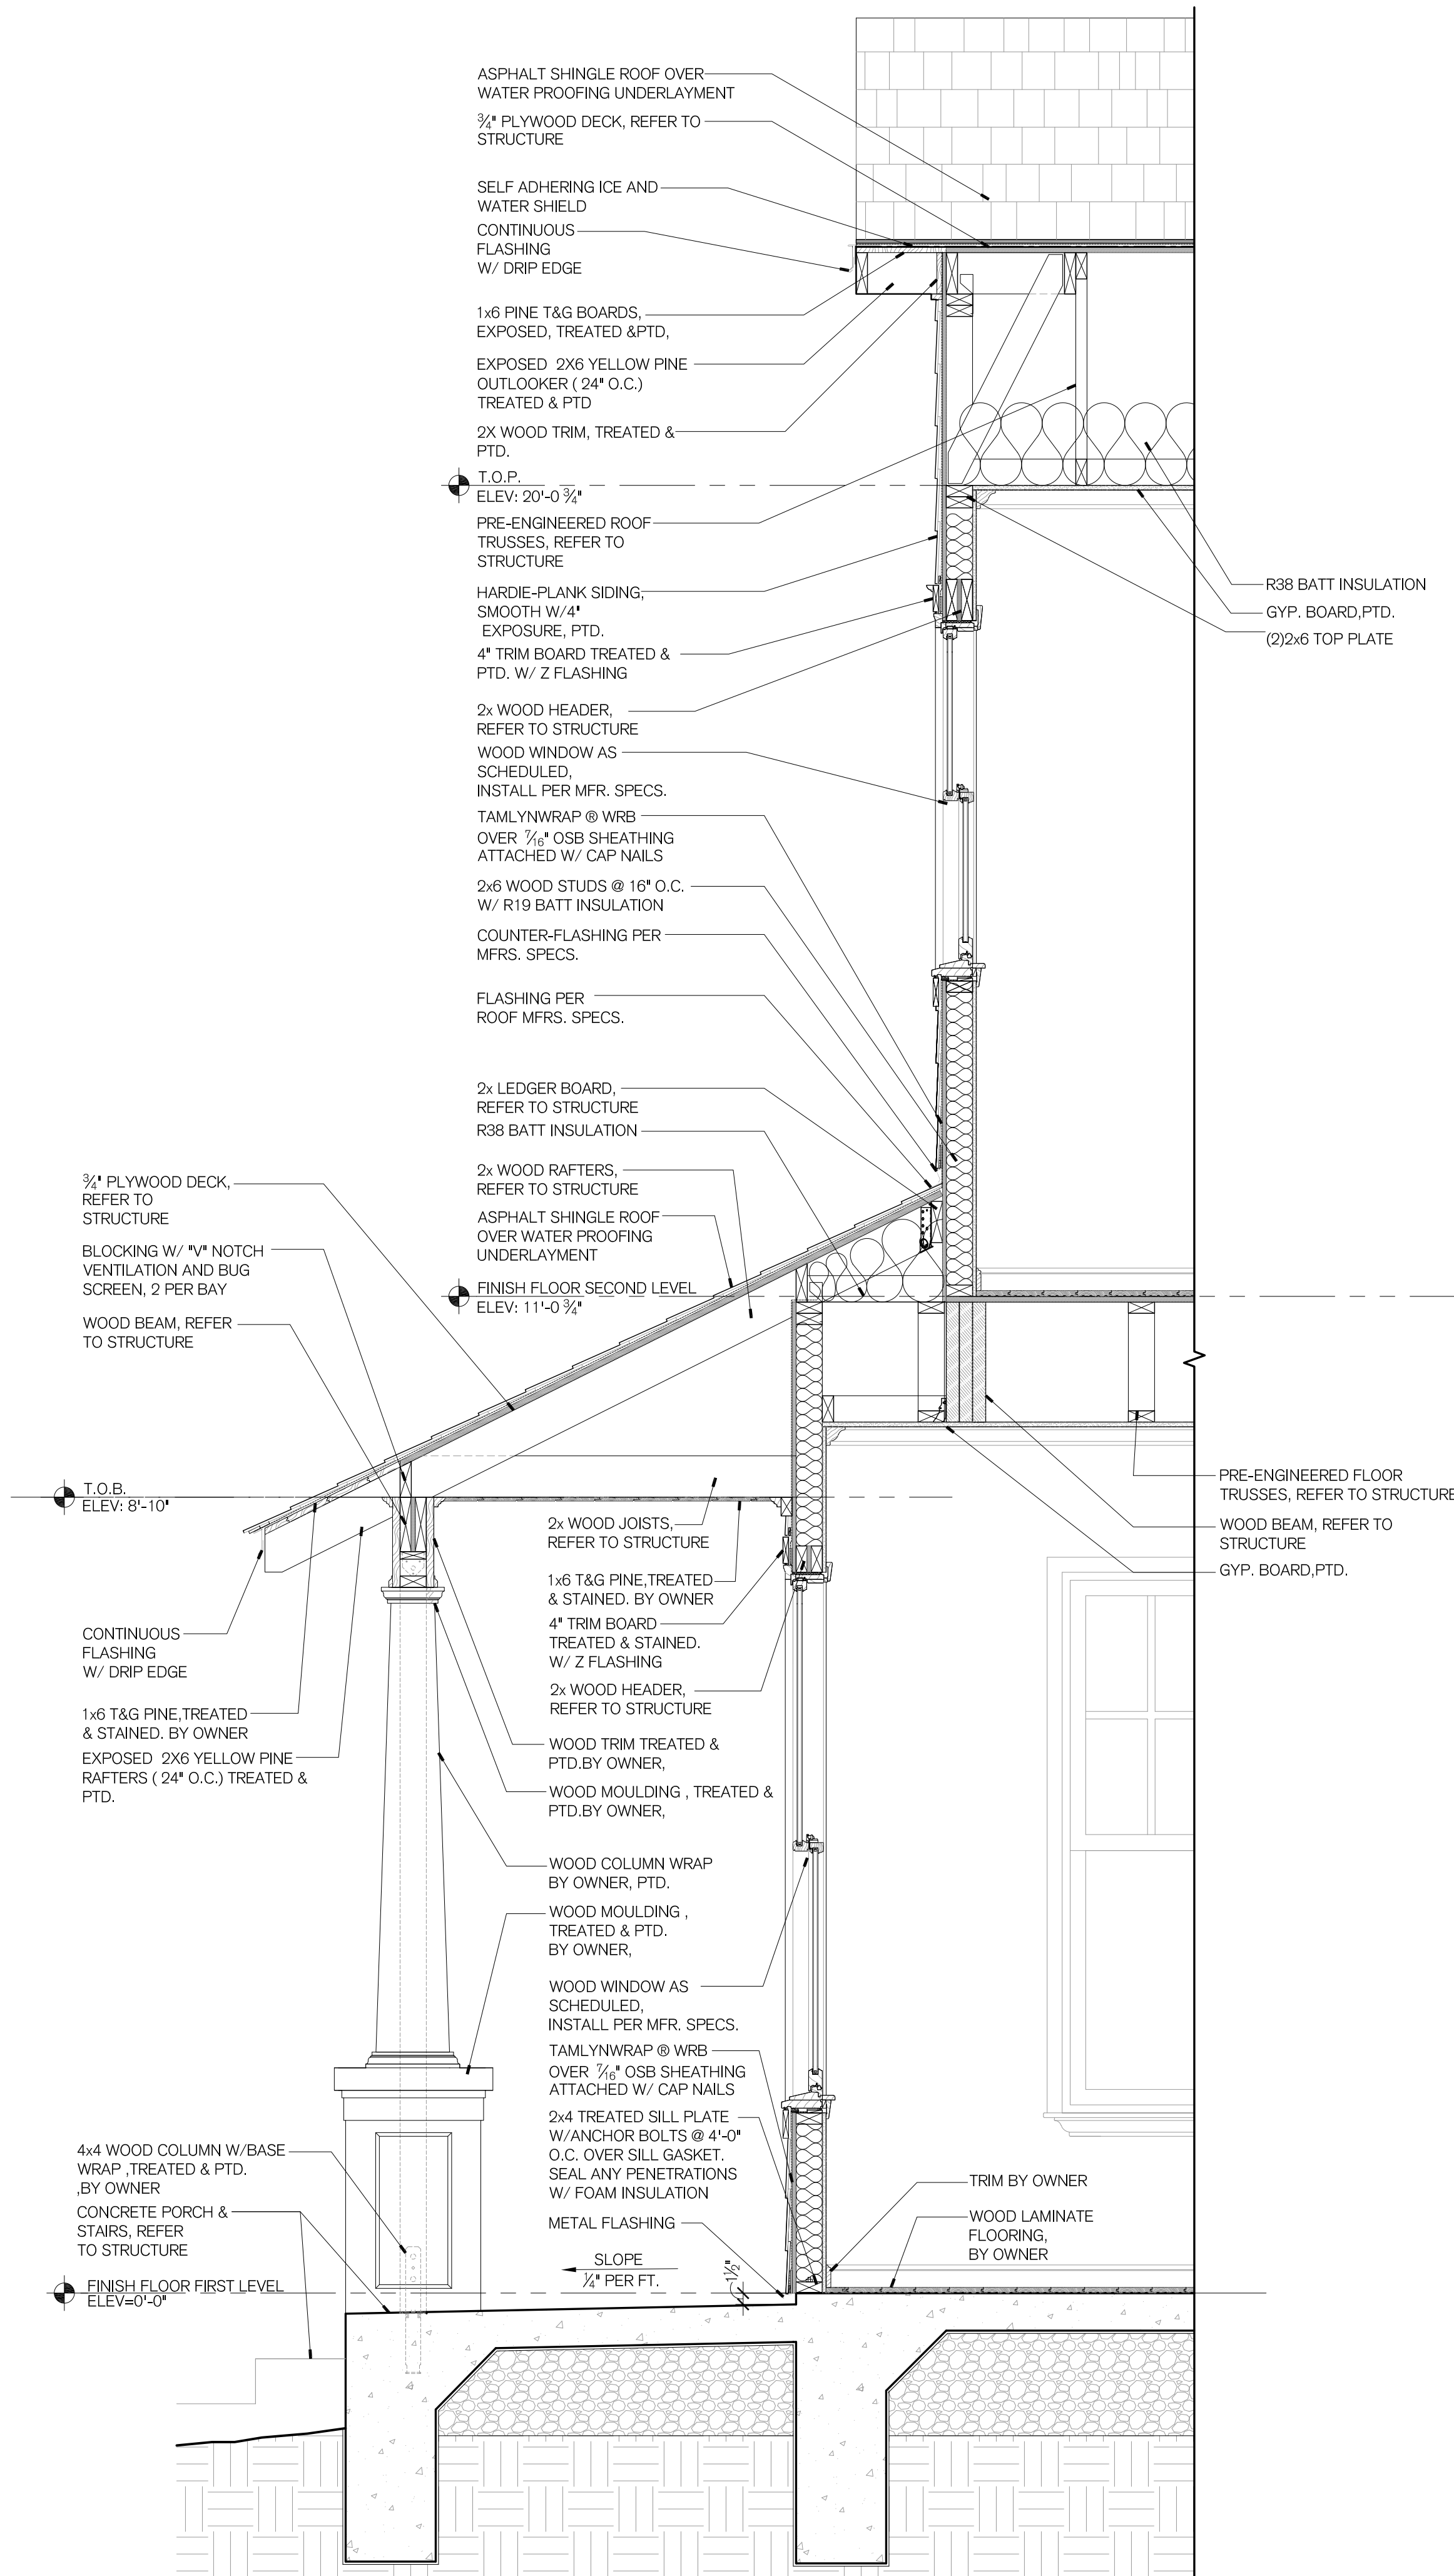 ASPHALT SHINGLE ROOF OVER
WATER PROOFING UNDERLAYMENT
¾" PLYWOOD DECK, REFER TO
STRUCTURE
SELF ADHERING ICE AND
WATER SHIELD
CONTINUOUS
FLASHING
W/ DRIP EDGE
1x6 PINE T&G BOARDS,
EXPOSED, TREATED &PTD,
EXPOSED 2X6 YELLOW PINE
OUTLOOKER ( 24" O.C.)
TREATED & PTD
2X WOOD TRIM, TREATED &
PTD.
T.O.P.
ELEV: 20'-0 ¾"
PRE-ENGINEERED ROOF
TRUSSES, REFER TO
STRUCTURE
HARDIE-PLANK SIDING,
SMOOTH W/4"
EXPOSURE, PTD.
4" TRIM BOARD TREATED &
PTD. W/ Z FLASHING
2x WOOD HEADER,
REFER TO STRUCTURE
WOOD WINDOW AS
SCHEDULED,
INSTALL PER MFR. SPECS.
TAMLYNWRAP ® WRB
OVER 7⁄16" OSB SHEATHING
ATTACHED W/ CAP NAILS
2x6 WOOD STUDS @ 16" O.C.
W/ R19 BATT INSULATION
COUNTER-FLASHING PER
MFRS. SPECS.
FLASHING PER
ROOF MFRS. SPECS.
2x LEDGER BOARD,
REFER TO STRUCTURE
R38 BATT INSULATION
2x WOOD RAFTERS,
REFER TO STRUCTURE
ASPHALT SHINGLE ROOF
OVER WATER PROOFING
UNDERLAYMENT
FINISH FLOOR SECOND LEVEL
ELEV: 11'-0 ¾"
R38 BATT INSULATION
GYP. BOARD,PTD.
(2)2x6 TOP PLATE
¾" PLYWOOD DECK,
REFER TO
STRUCTURE
BLOCKING W/ "V" NOTCH
VENTILATION AND BUG
SCREEN, 2 PER BAY
WOOD BEAM, REFER
TO STRUCTURE
T.O.B.
ELEV: 8'-10"
CONTINUOUS
FLASHING
W/ DRIP EDGE
1x6 T&G PINE,TREATED
& STAINED. BY OWNER
EXPOSED 2X6 YELLOW PINE
RAFTERS ( 24" O.C.) TREATED &
PTD.
2x WOOD JOISTS,
REFER TO STRUCTURE
1x6 T&G PINE,TREATED
& STAINED. BY OWNER
4" TRIM BOARD
TREATED & STAINED.
W/ Z FLASHING
2x WOOD HEADER,
REFER TO STRUCTURE
WOOD TRIM TREATED &
PTD.BY OWNER,
WOOD MOULDING , TREATED &
PTD.BY OWNER,
WOOD COLUMN WRAP
BY OWNER, PTD.
WOOD MOULDING ,
TREATED & PTD.
BY OWNER,
WOOD WINDOW AS
SCHEDULED,
INSTALL PER MFR. SPECS.
TAMLYNWRAP ® WRB
OVER 7⁄16" OSB SHEATHING
ATTACHED W/ CAP NAILS
2x4 TREATED SILL PLATE
W/ANCHOR BOLTS @ 4'-0"
O.C. OVER SILL GASKET.
SEAL ANY PENETRATIONS
W/ FOAM INSULATION
METAL FLASHING
SLOPE
¼" PER FT.
1½"
PRE-ENGINEERED FLOOR
TRUSSES, REFER TO STRUCTURE
WOOD BEAM, REFER TO
STRUCTURE
GYP. BOARD,PTD.
4x4 WOOD COLUMN W/BASE
WRAP ,TREATED & PTD.
,BY OWNER
CONCRETE PORCH &
STAIRS, REFER
TO STRUCTURE
FINISH FLOOR FIRST LEVEL
ELEV=0'-0"
TRIM BY OWNER
WOOD LAMINATE
FLOORING,
BY OWNER